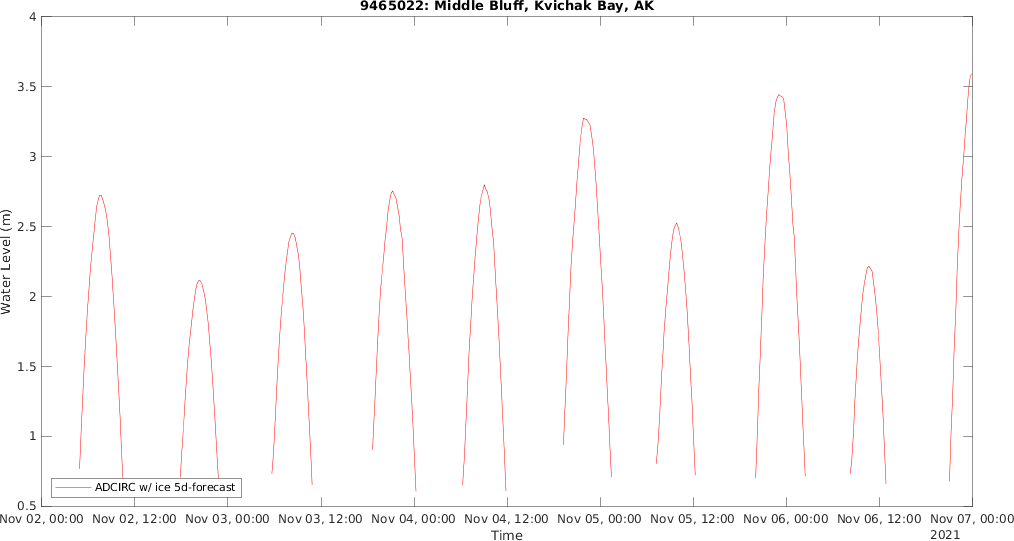 9465022: Middle Bluff, Kvichak Bay, AK
Water Level (m)
4
3.5
3
2.5
2
1.5
1
0.5
ADCIRC w/ ice 5d-forecast
Nov 02, 00:00 Nov 02, 12:00 Nov 03, 00:00 Nov 03, 12:00 Nov 04, 00:00 Nov 04, 12:00 Nov 05, 00:00 Nov 05, 12:00 Nov 06, 00:00 Nov 06, 12:00 Nov 07, 00:00
Time
2021